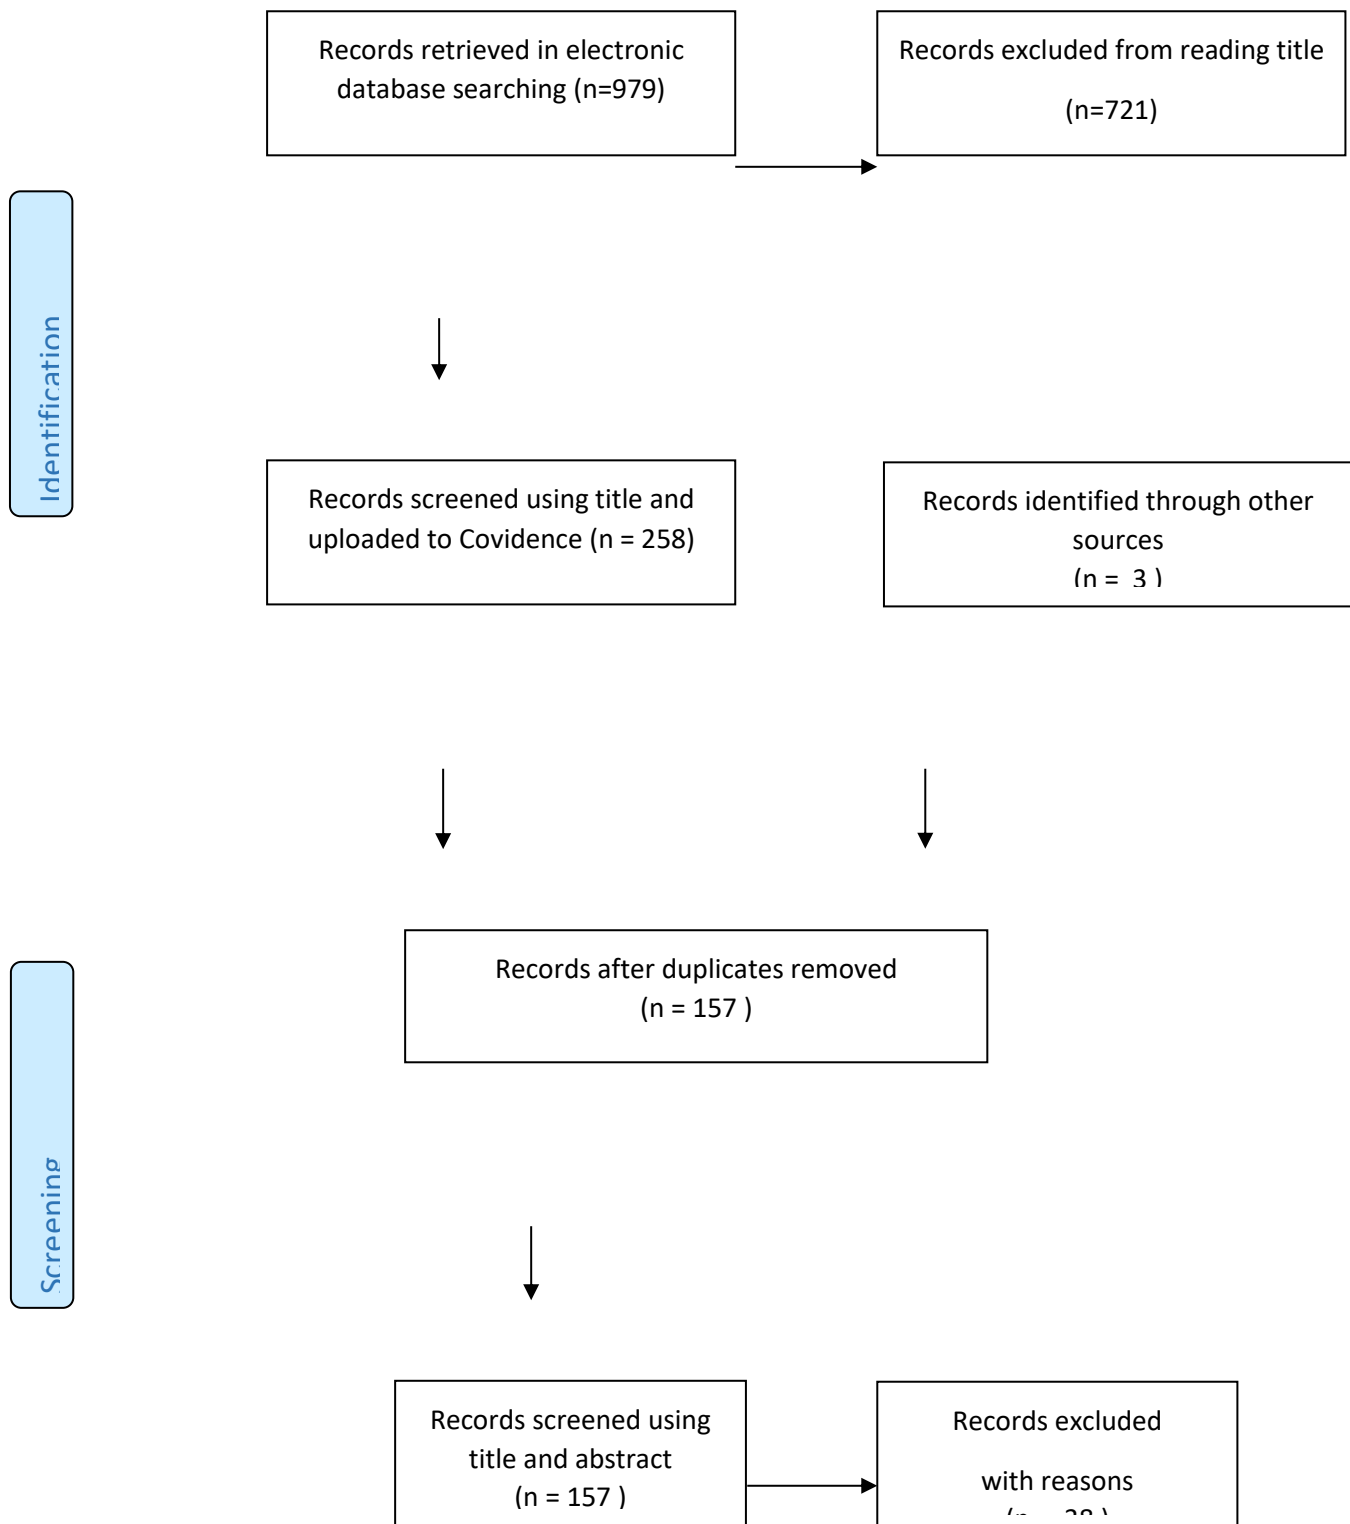 Records retrieved in electronic
database searching (n=979)
Records excluded from reading title
(n=721)
Identification
Records screened using title and
uploaded to Covidence (n = 258)
Records identified through other
sources
(n = 3 )
Records after duplicates removed
(n = 157 )
Screening
Records screened using
title and abstract
(n = 157 )
Records excluded
with reasons